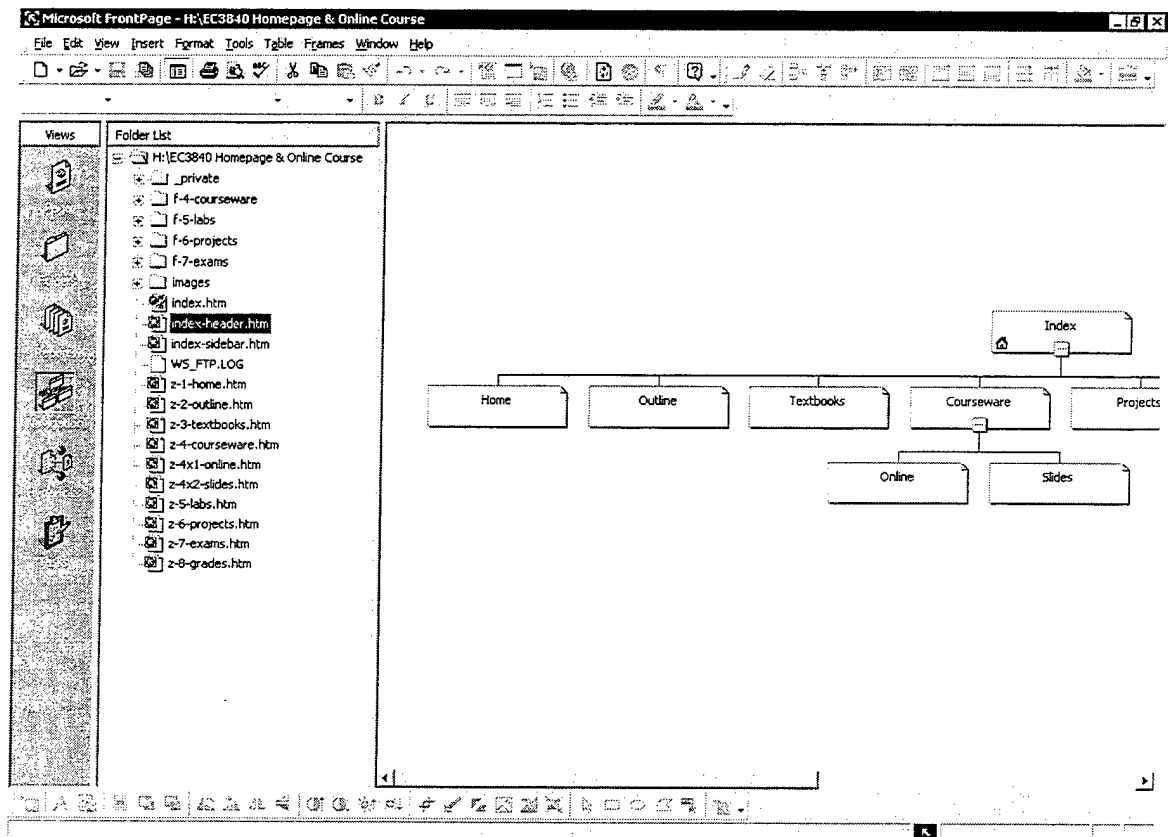 Microsoft FrontPage - H:\EC3840 Homepage & Online Course
File Edit View Insert Format Tools Table Frames Window Help
Views
Folder List
H:\EC3840 Homepage & Online Course
_private
f-4-courseware
f-5-labs
f-6-projects
f-7-exams
images
index.htm
index-header.htm
index-sidebar.htm
WS_FTP.LOG
z-1-home.htm
z-2-outline.htm
z-3-textbooks.htm
z-4-courseware.htm
z-4x1-online.htm
z-4x2-slides.htm
z-5-labs.htm
z-6-projects.htm
z-7-exams.htm
z-8-grades.htm
Index
Home Outline Textbooks Courseware Projects
Online Slides